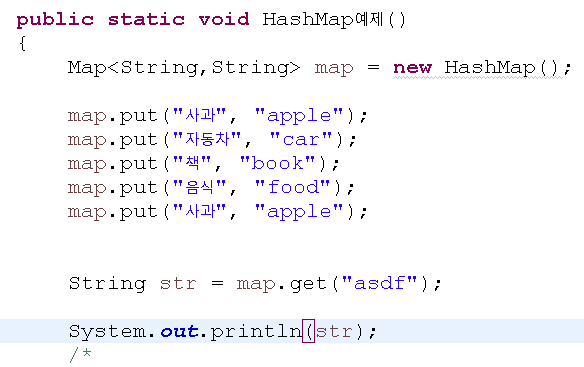 public static void HashMap예제()
{
Map<String,String> map = new HashMap();
map.put("사과", "apple");
map.put("자동차", "car");
map.put("책", "book");
map.put("음식", "food");
map.put("사과", "apple");
String str = map.get("asdf");
System.out.println(str);
/*